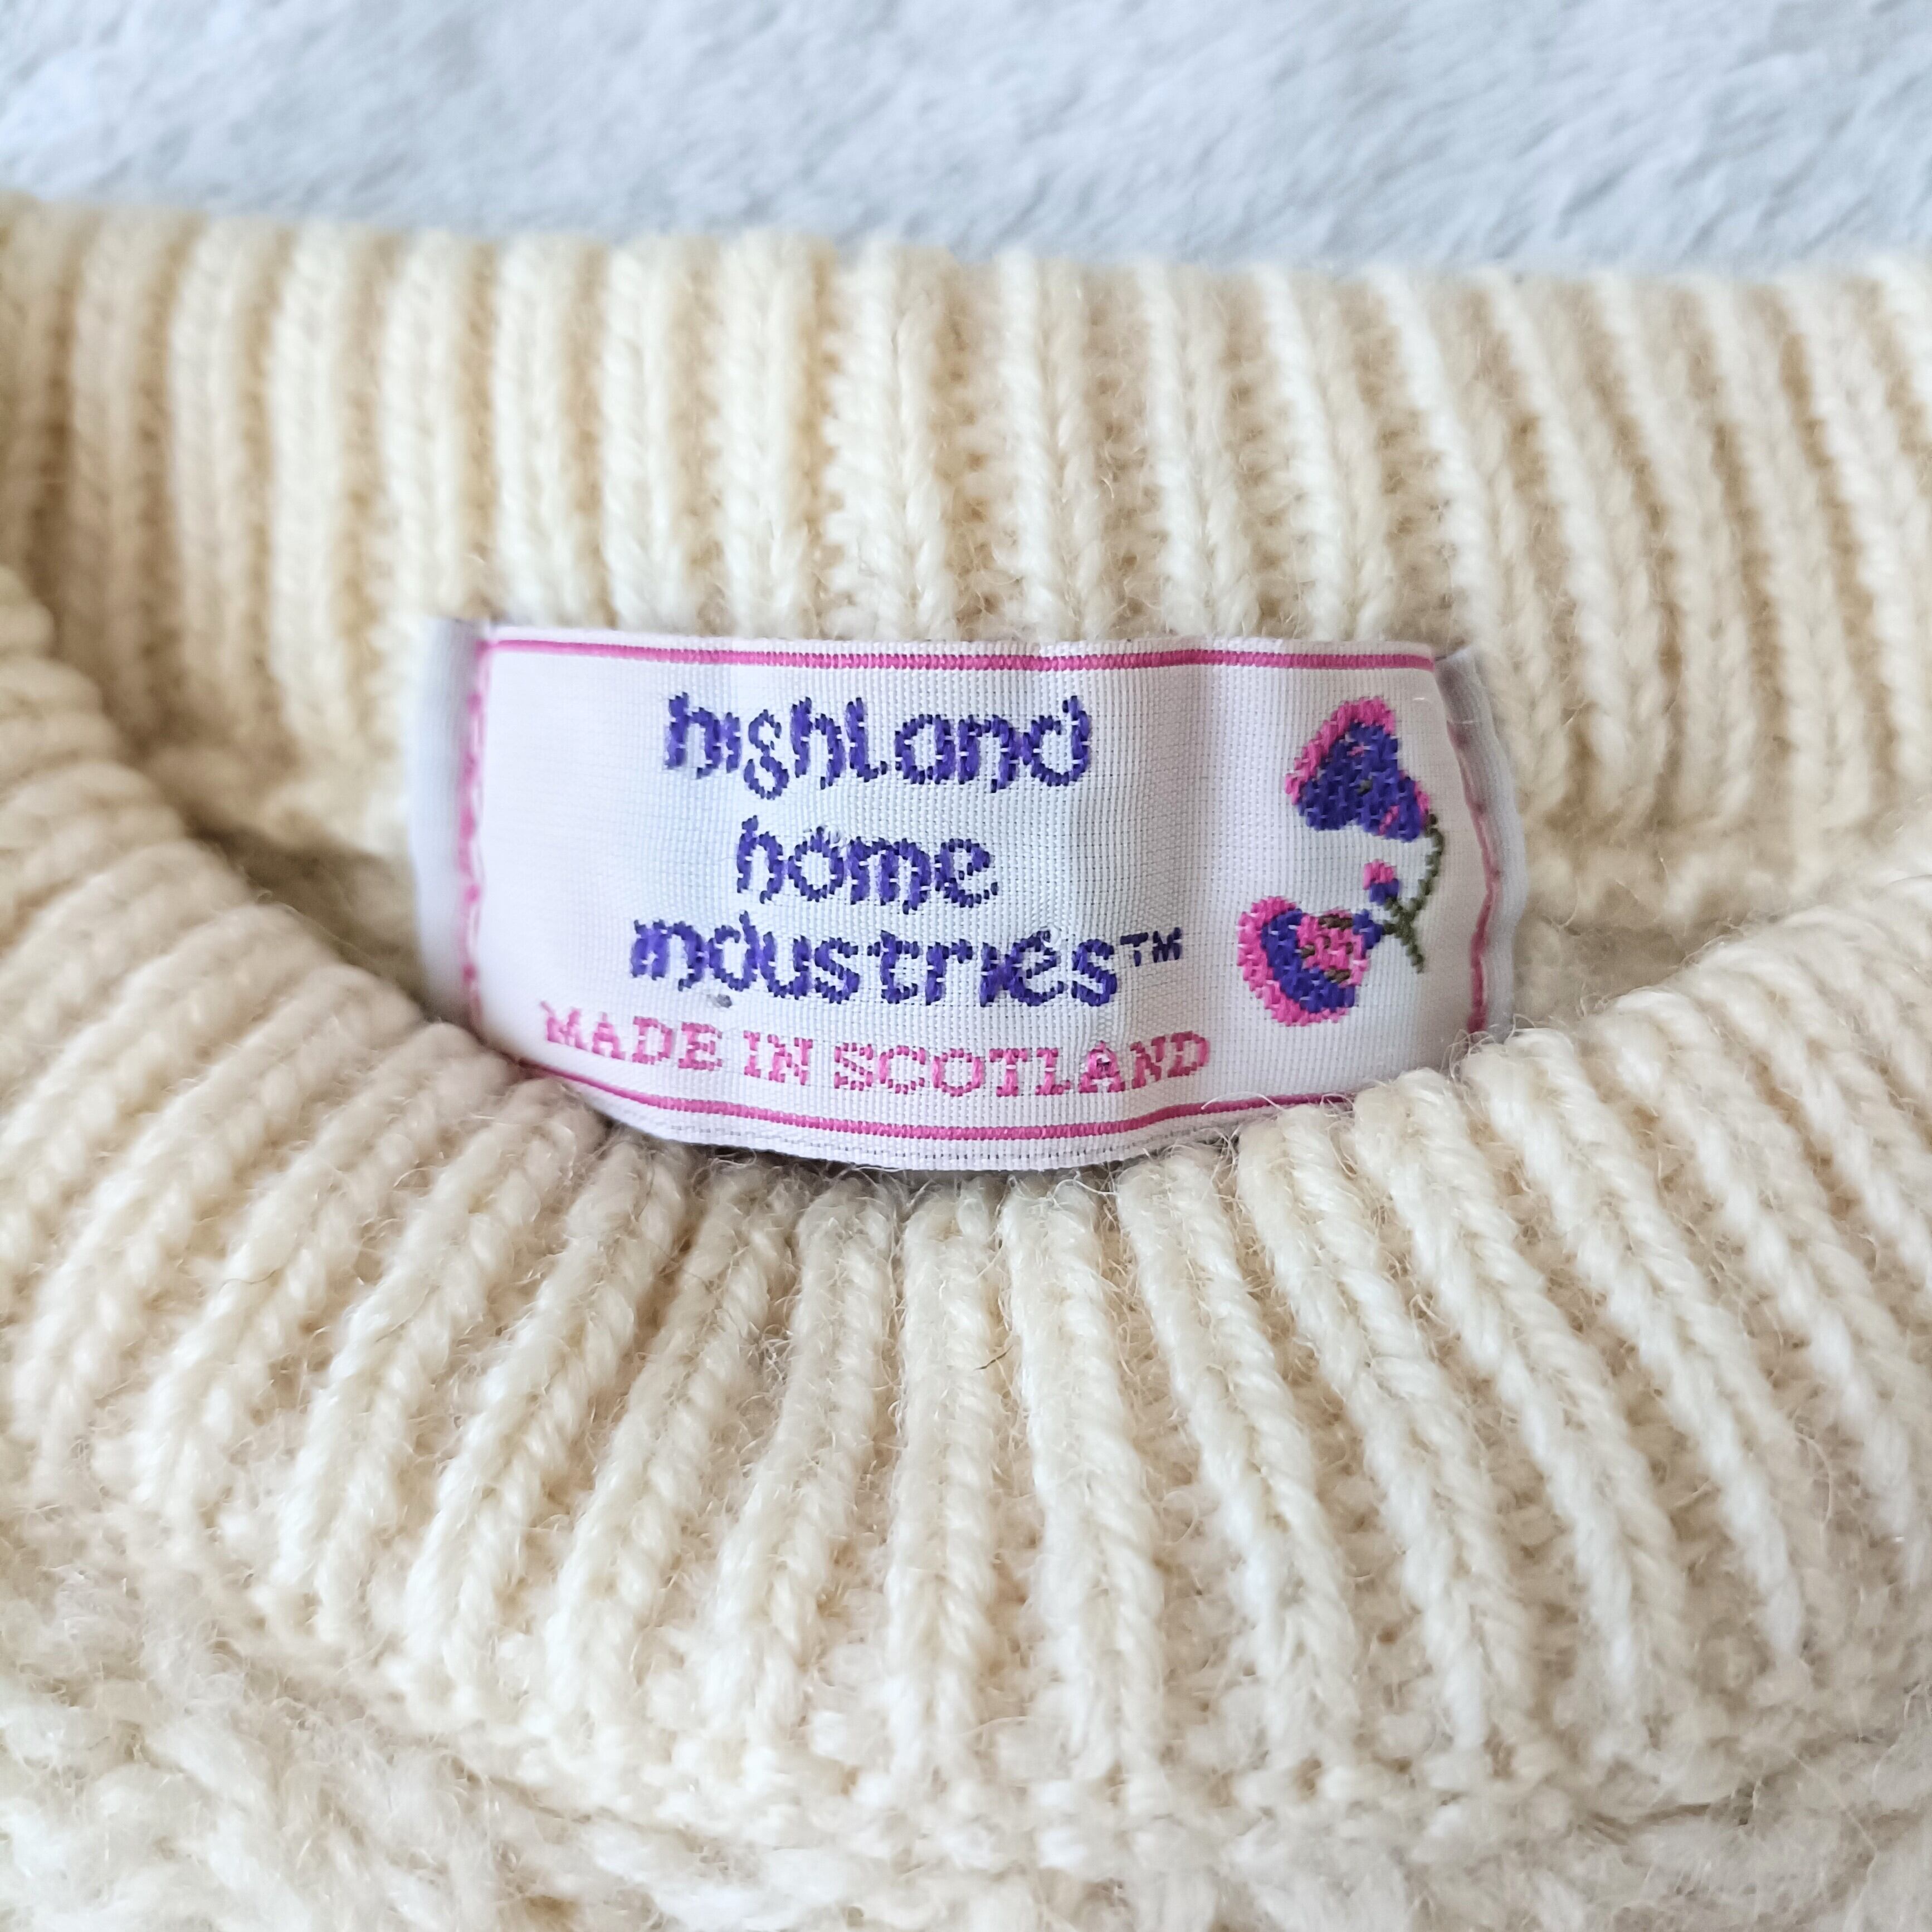 highland
home
industries™
MADE IN SCOTLAND